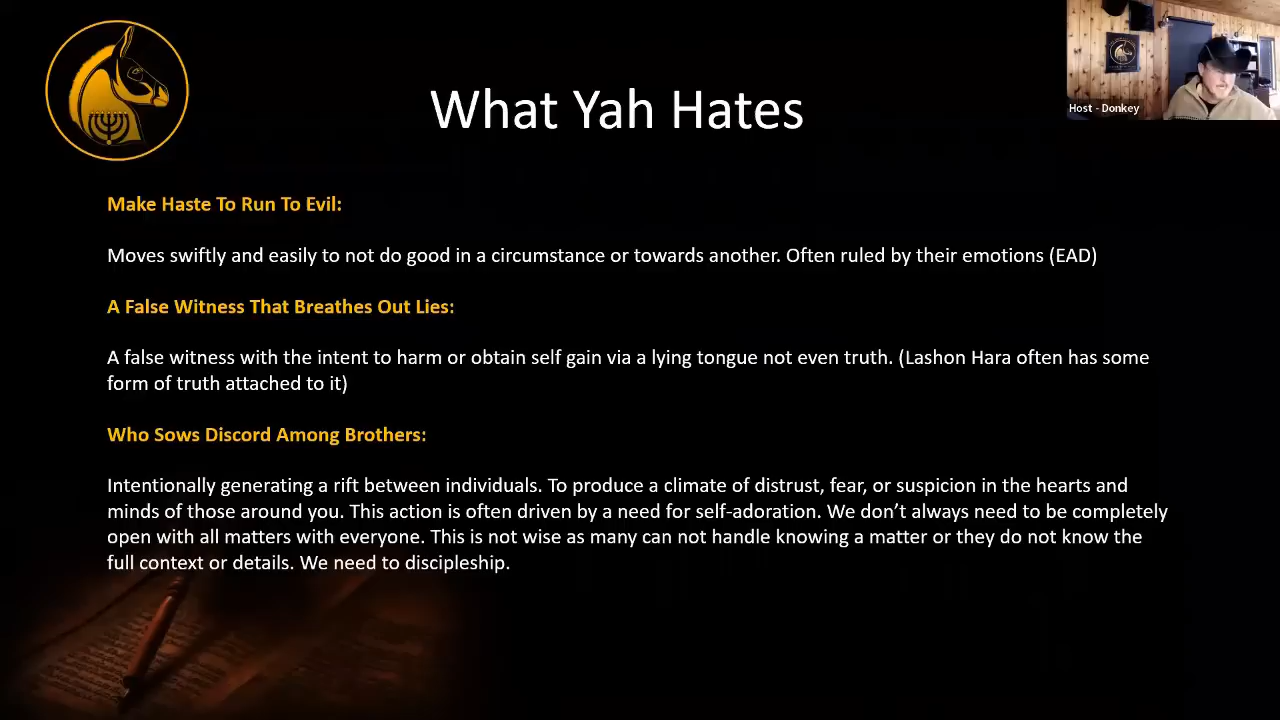 What Yah Hates
Host - Donkey
Make Haste To Run To Evil:
Moves swiftly and easily to not do good in a circumstance or towards another. Often ruled by their emotions (EAD)
A False Witness That Breathes Out Lies:
A false witness with the intent to harm or obtain self gain via a lying tongue not even truth. (Lashon Hara often has some
form of truth attached to it)
Who Sows Discord Among Brothers:
Intentionally generating a rift between individuals. To produce a climate of distrust, fear, or suspicion in the hearts and
minds of those around you. This action is often driven by a need for self-adoration. We don’t always need to be completely
open with all matters with everyone. This is not wise as many can not handle knowing a matter or they do not know the
full context or details. We need to discipleship.